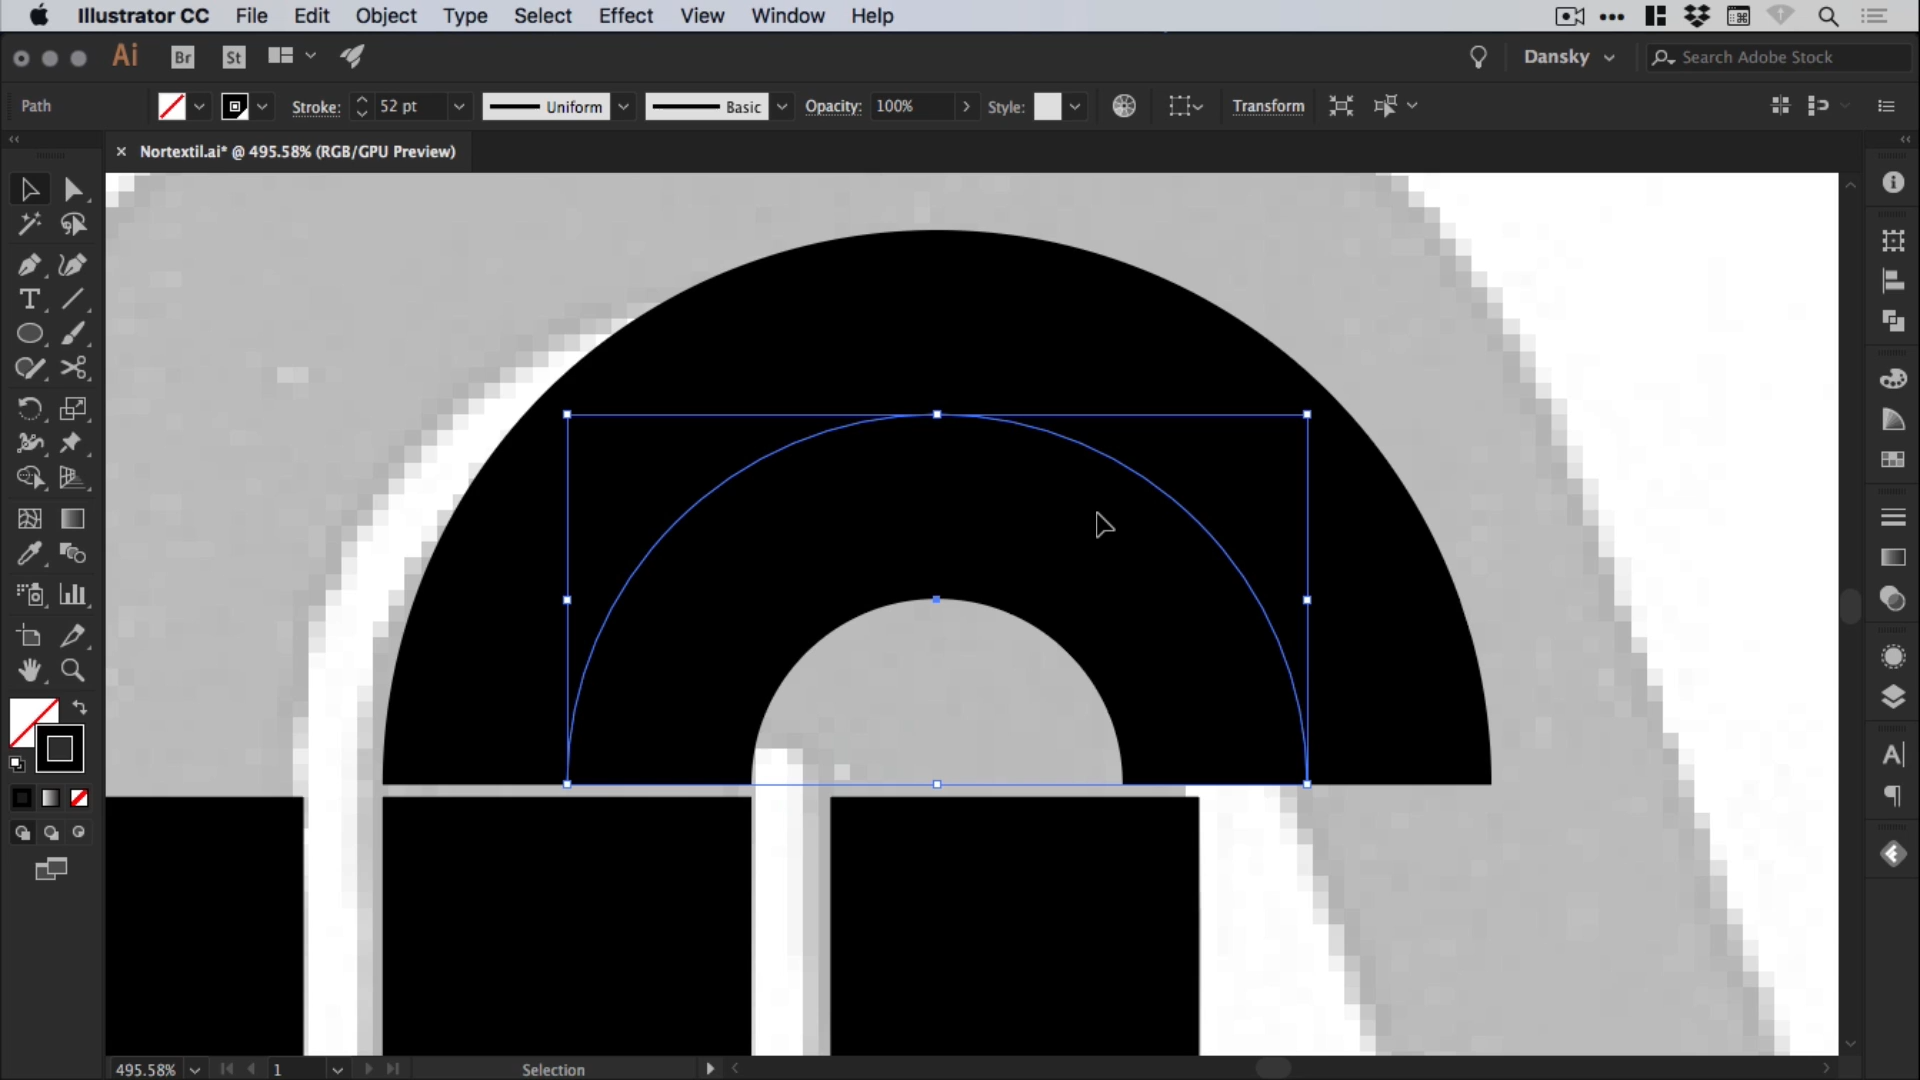 Illustrator CC File Edit Object Type Select Effect View Window Help
Ai Br St Dansky Search Adobe Stock
Path Stroke: 52 pt Uniform Basic Opacity: 100% Style: Transform
× Nortextil.ai* @ 495.58% (RGB/GPU Preview)
495.58% 1 Selection